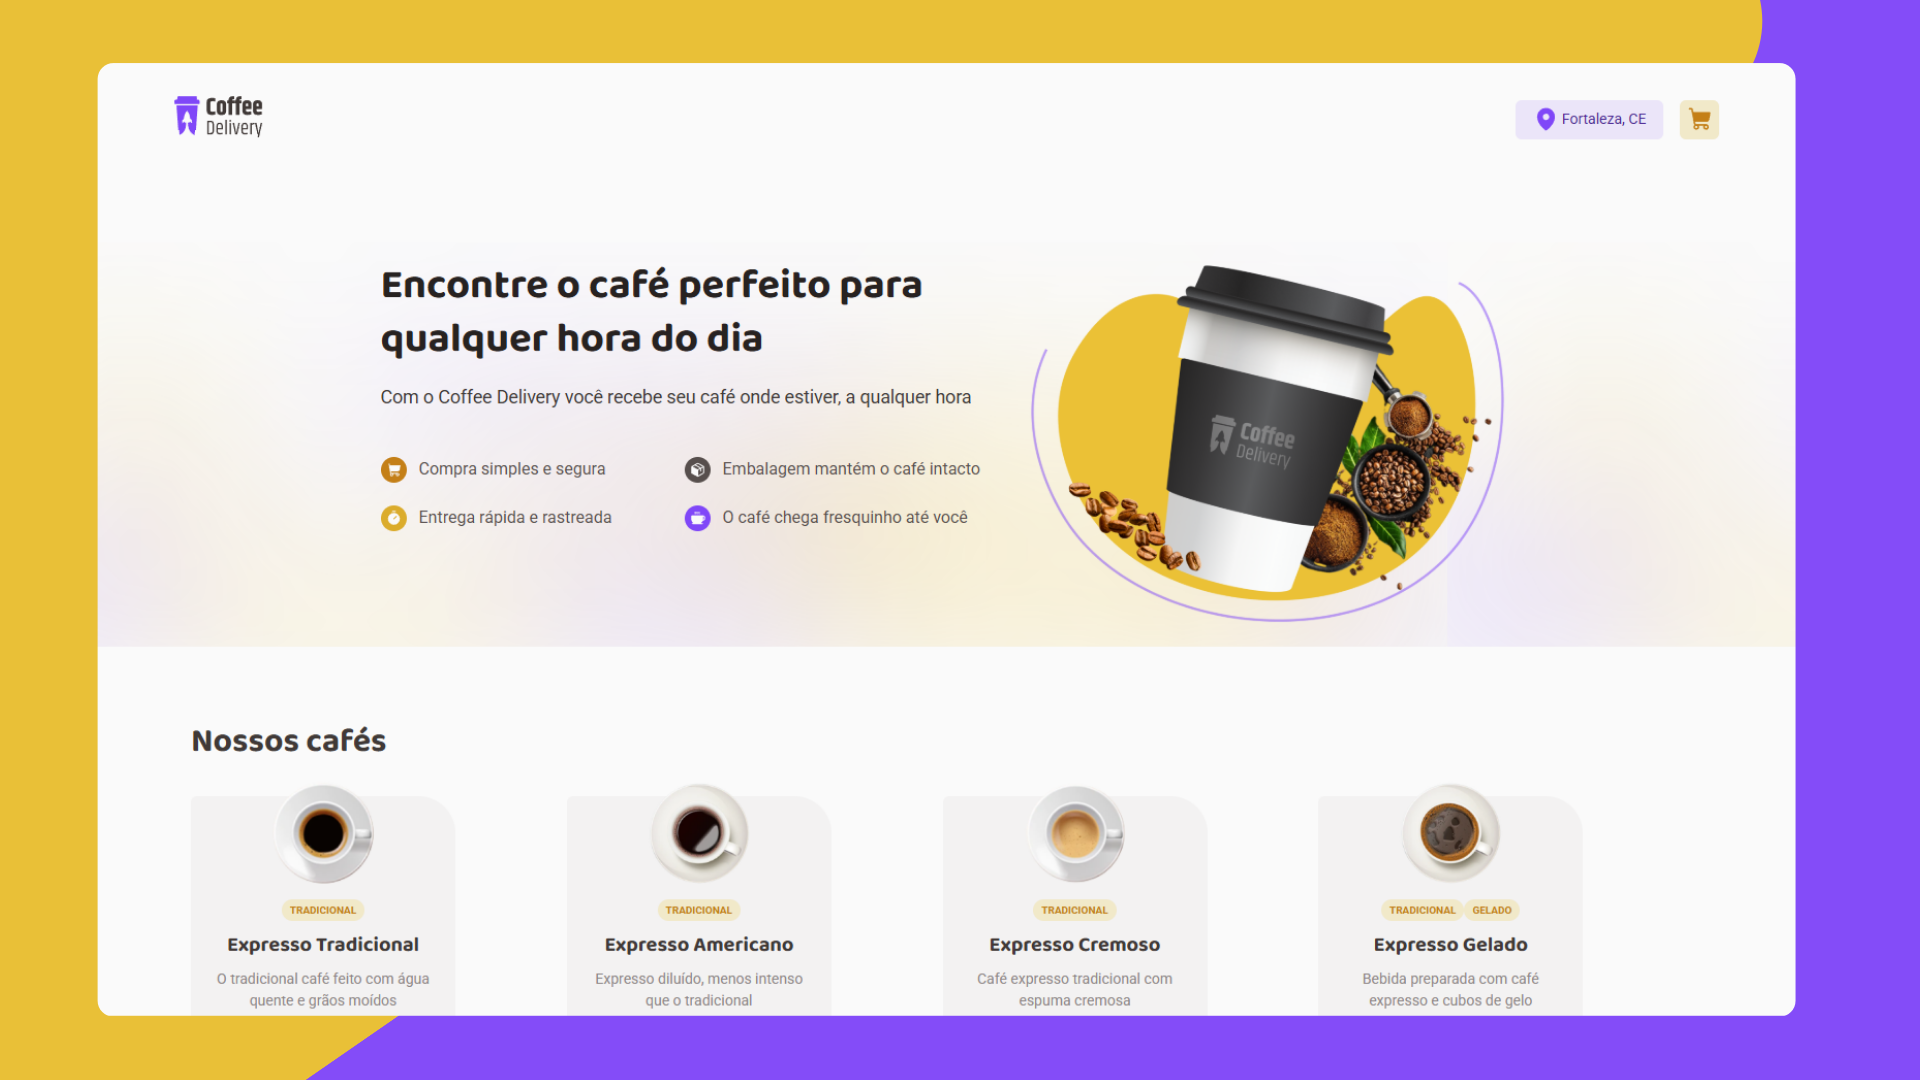 Coffee
Delivery
Fortaleza, CE
Encontre o café perfeito para
qualquer hora do dia
Com o Coffee Delivery você recebe seu café onde estiver, a qualquer hora
Compra simples e segura
Embalagem mantém o café intacto
Entrega rápida e rastreada
O café chega fresquinho até você
Coffee
Delivery
Nossos cafés
TRADICIONAL
Expresso Tradicional
O tradicional café feito com água
quente e grãos moídos
TRADICIONAL
Expresso Americano
Expresso diluído, menos intenso
que o tradicional
TRADICIONAL
Expresso Cremoso
Café expresso tradicional com
espuma cremosa
TRADICIONAL GELADO
Expresso Gelado
Bebida preparada com café
expresso e cubos de gelo